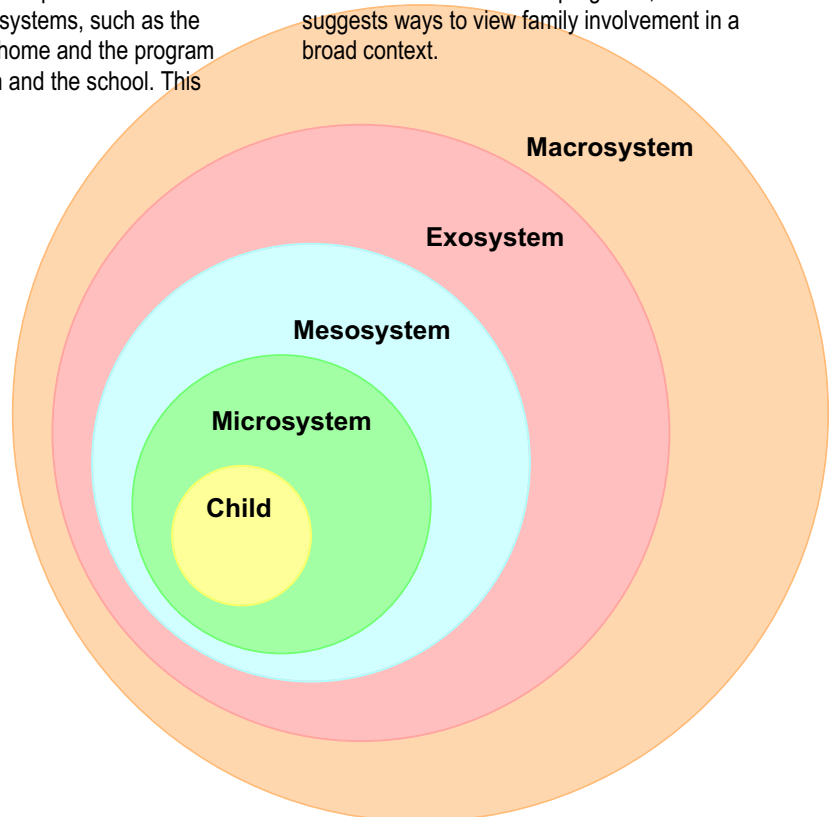 systems, such as the
home and the program
and the school. This
suggests ways to view family involvement in a
broad context.
Macrosystem
Exosystem
Mesosystem
Microsystem
Child